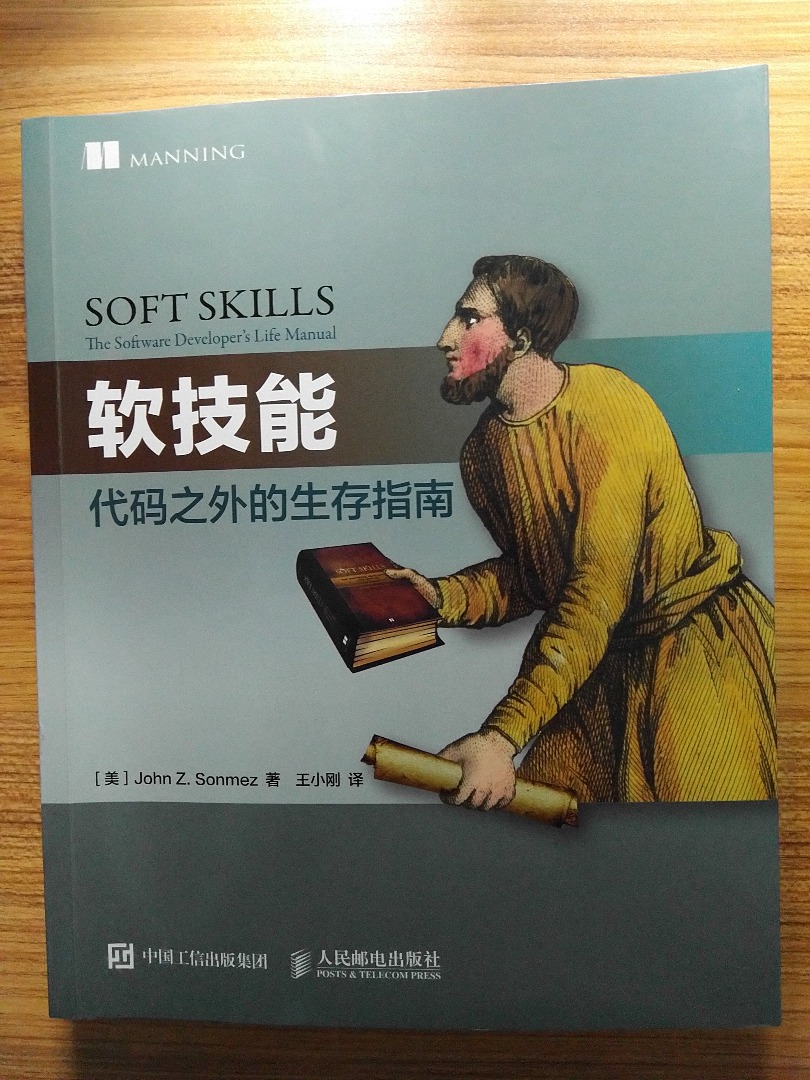 MANNING
SOFT SKILLS
The Software Developer's Life Manual
软技能
代码之外的生存指南
SOFT SKILLS
[美] John Z. Sonmez 著 王小刚 译
中国工信出版集团
人民邮电出版社
POSTS & TELECOM PRESS